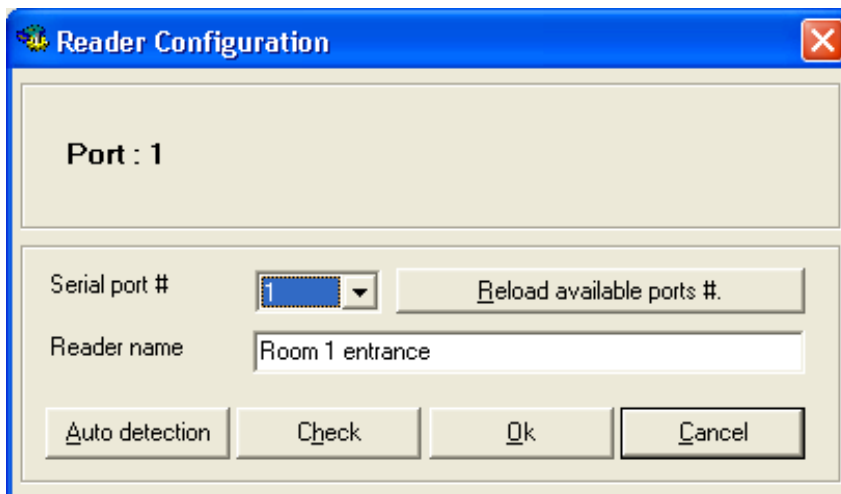 Reader Configuration
Port : 1
Serial port #
1
Reload available ports #.
Reader name
Room 1 entrance
Auto detection
Check
Ok
Cancel